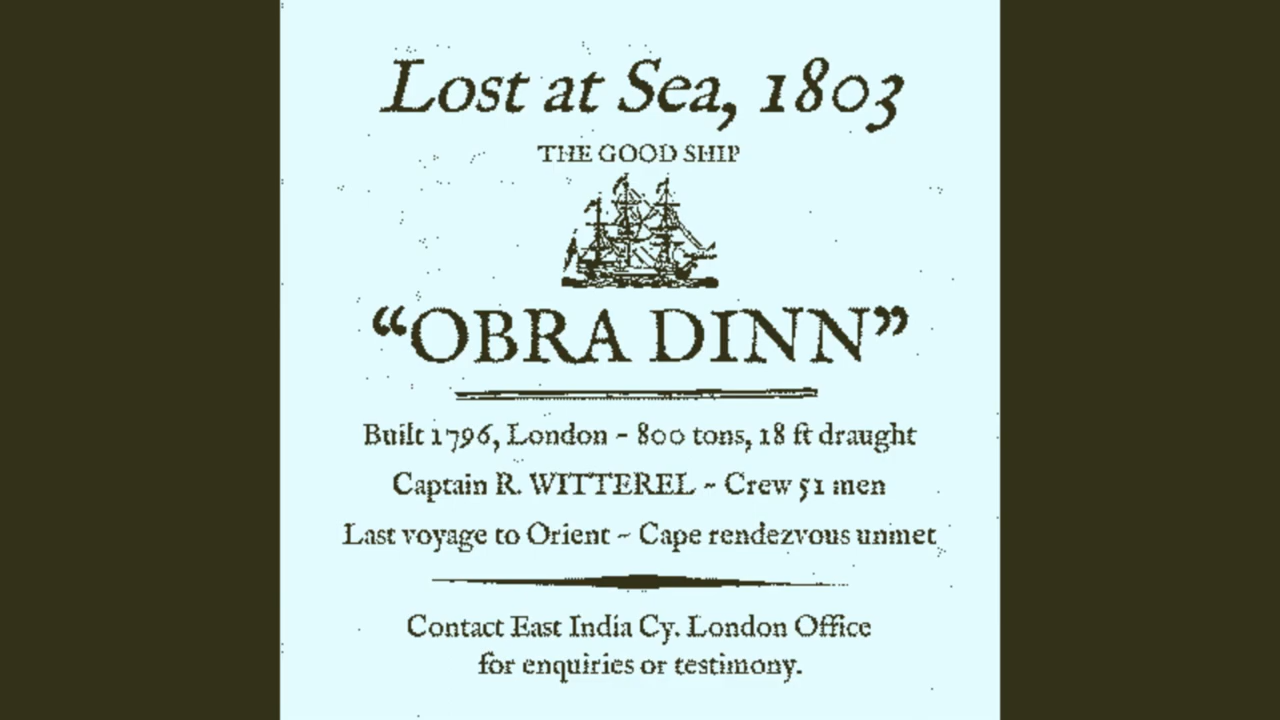 Lost at Sea, 1803
THE GOOD SHIP
“OBRA DINN”
Built 1796, London ~ 800 tons, 18 ft draught
Captain R. WITTEREL ~ Crew 51 men
Last voyage to Orient ~ Cape rendezvous unmet
Contact East India Cy. London Office
for enquiries or testimony.